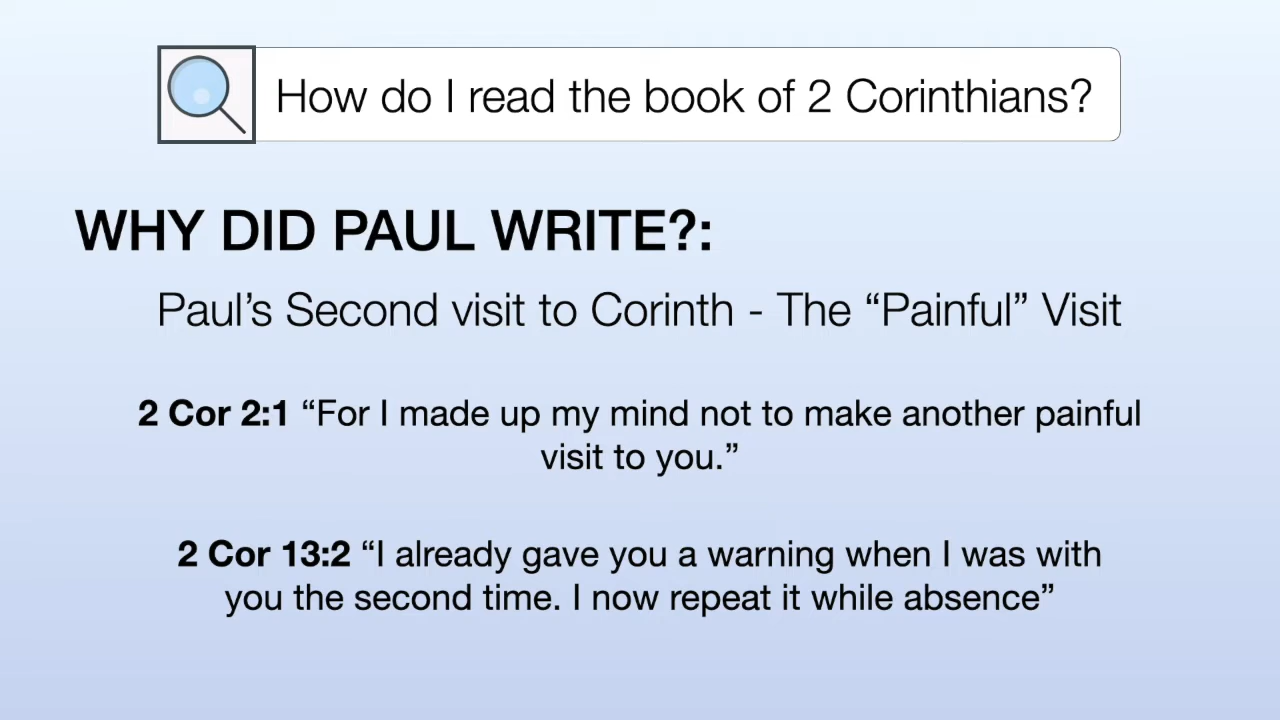 How do I read the book of 2 Corinthians?
WHY DID PAUL WRITE?:
Paul’s Second visit to Corinth - The “Painful” Visit
2 Cor 2:1 “For I made up my mind not to make another painful
visit to you.”
2 Cor 13:2 “I already gave you a warning when I was with
you the second time. I now repeat it while absence”